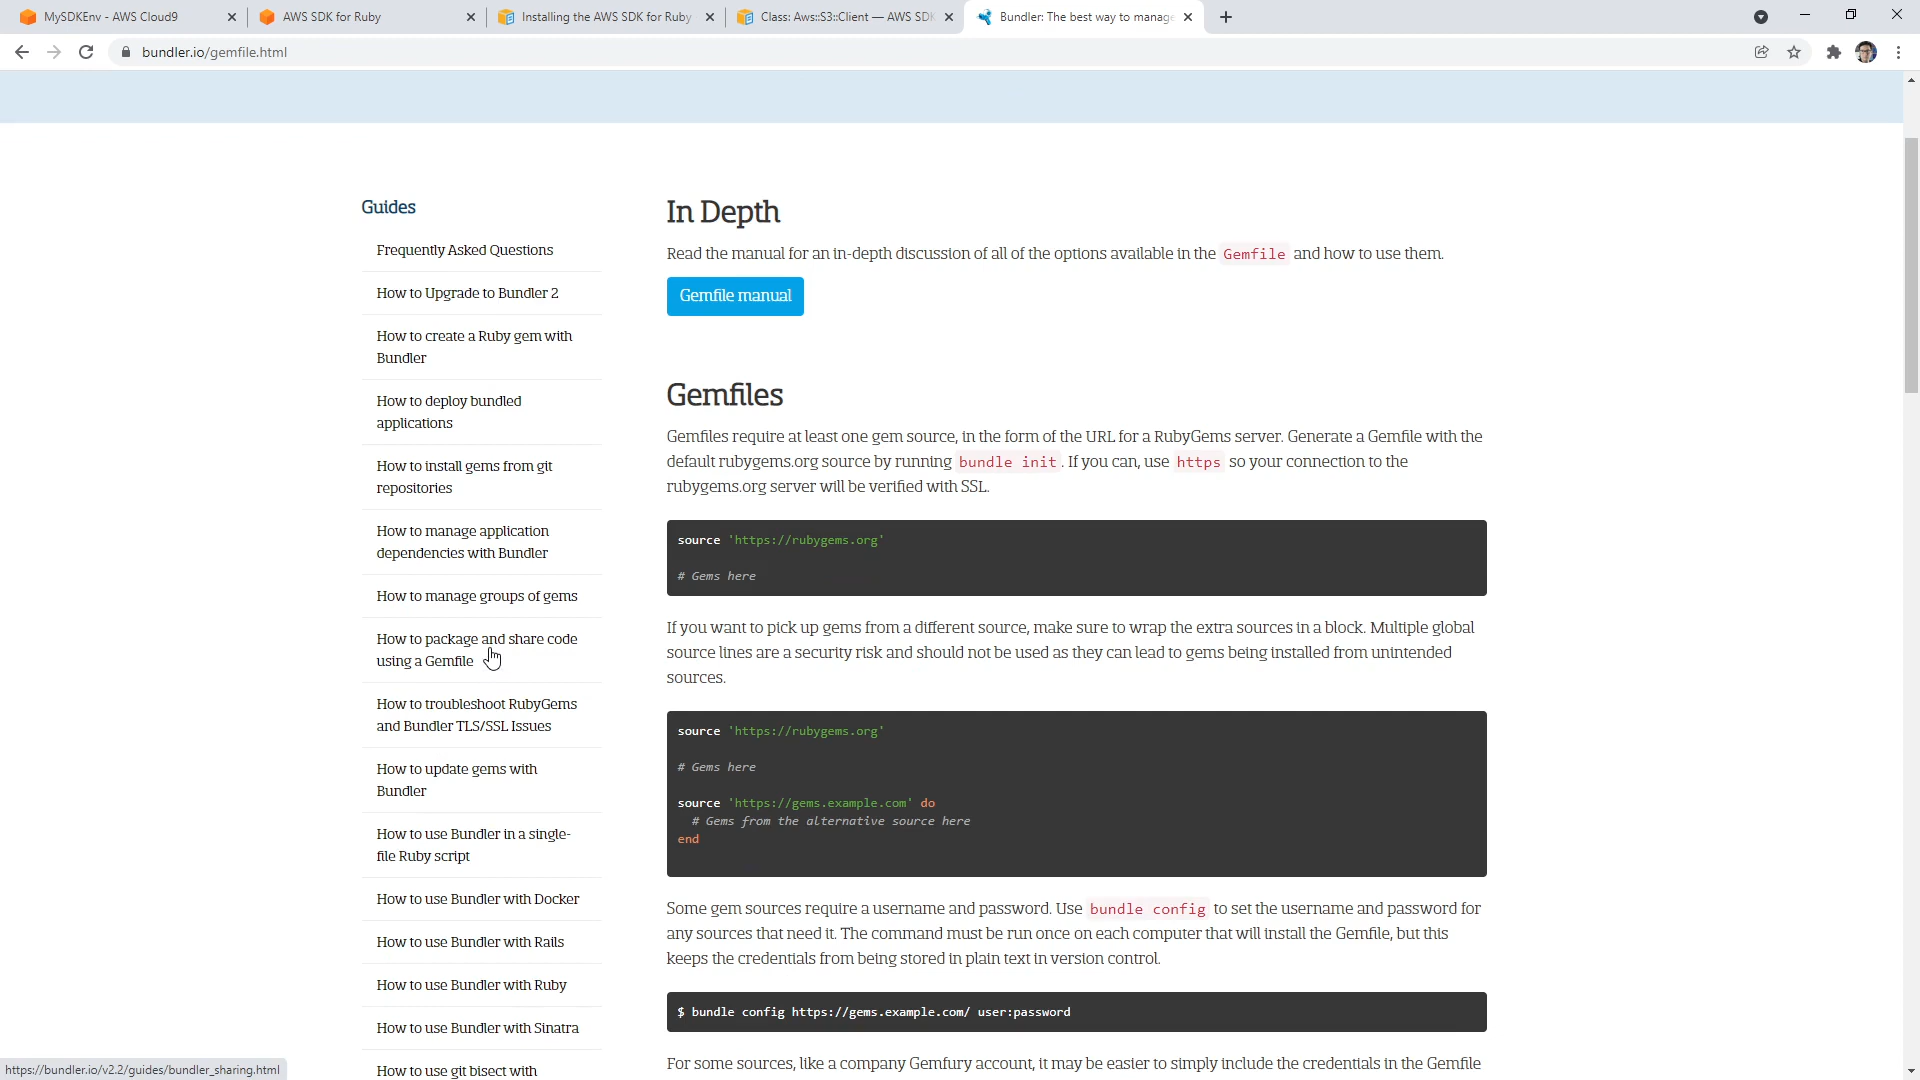 MySDKEnv - AWS Cloud9
AWS SDK for Ruby
Installing the AWS SDK for Ruby
Class: Aws::S3::Client — AWS SDK
Bundler: The best way to manage
bundler.io/gemfile.html
Guides
Frequently Asked Questions
How to Upgrade to Bundler 2
How to create a Ruby gem with
Bundler
How to deploy bundled
applications
How to install gems from git
repositories
How to manage application
dependencies with Bundler
How to manage groups of gems
How to package and share code
using a Gemfile
How to troubleshoot RubyGems
and Bundler TLS/SSL Issues
How to update gems with
Bundler
How to use Bundler in a single-
file Ruby script
How to use Bundler with Docker
How to use Bundler with Rails
How to use Bundler with Ruby
How to use Bundler with Sinatra
How to use git bisect with
In Depth
Read the manual for an in-depth discussion of all of the options available in the Gemfile and how to use them.
Gemfile manual
Gemfiles
Gemfiles require at least one gem source, in the form of the URL for a RubyGems server. Generate a Gemfile with the
default rubygems.org source by running bundle init. If you can, use https so your connection to the
rubygems.org server will be verified with SSL.
source 'https://rubygems.org'
# Gems here
If you want to pick up gems from a different source, make sure to wrap the extra sources in a block. Multiple global
source lines are a security risk and should not be used as they can lead to gems being installed from unintended
sources.
source 'https://rubygems.org'
# Gems here
source 'https://gems.example.com' do
# Gems from the alternative source here
end
Some gem sources require a username and password. Use bundle config to set the username and password for
any sources that need it. The command must be run once on each computer that will install the Gemfile, but this
keeps the credentials from being stored in plain text in version control.
$ bundle config https://gems.example.com/ user:password
For some sources, like a company Gemfury account, it may be easier to simply include the credentials in the Gemfile
https://bundler.io/v2.2/guides/bundler_sharing.html